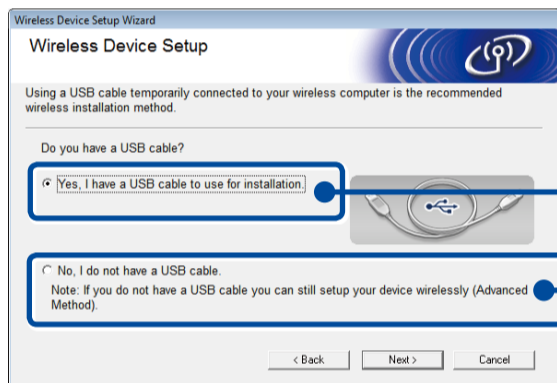 Wireless Device Setup Wizard
Wireless Device Setup
Using a USB cable temporarily connected to your wireless computer is the recommended
wireless installation method.
Do you have a USB cable?
Yes, I have a USB cable to use for installation.
No, I do not have a USB cable.
Note: If you do not have a USB cable you can still setup your device wirelessly (Advanced
Method).
< Back
Next >
Cancel